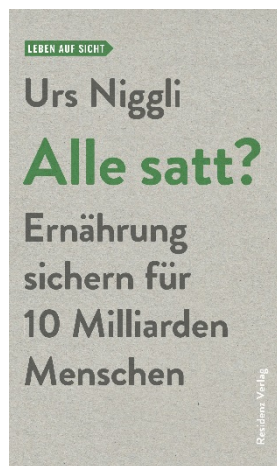 LEBEN AUF SICHT
Urs Niggli
Alle satt?
Ernährung
sichern für
10 Milliarden
Menschen
Residenz Verlag